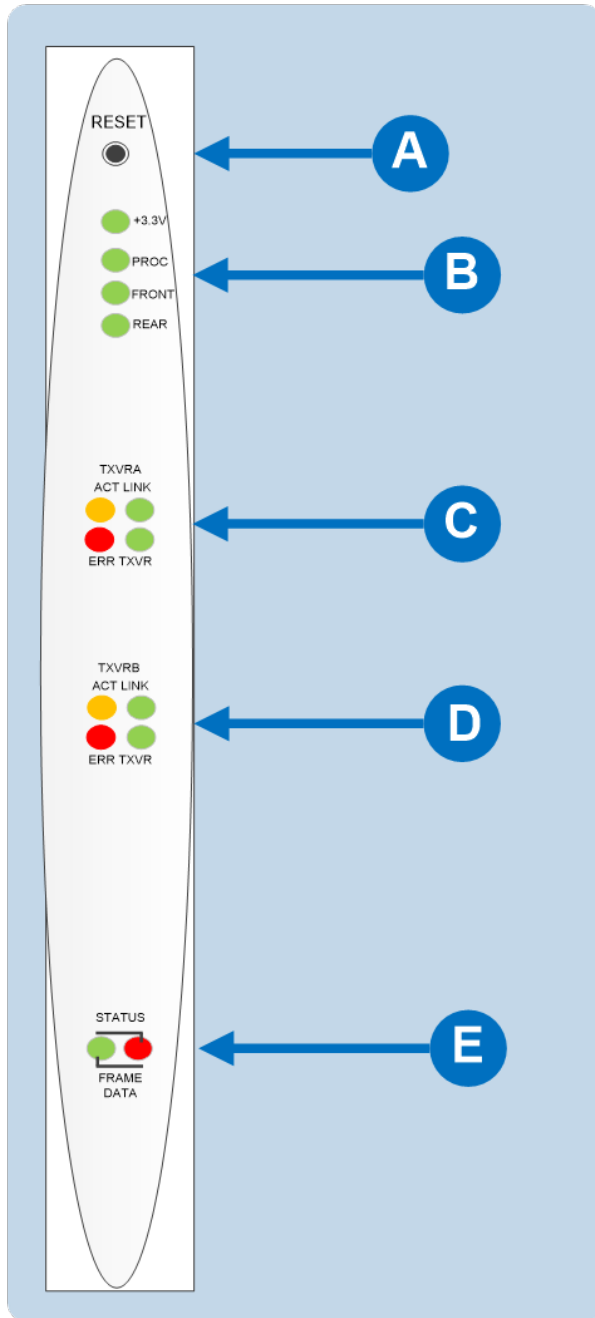 RESET
A
+3.3V
PROC
B
FRONT
REAR
TXVRA
ACT LINK
C
ERR TXVR
TXVRB
ACT LINK
D
ERR TXVR
STATUS
E
FRAME
DATA